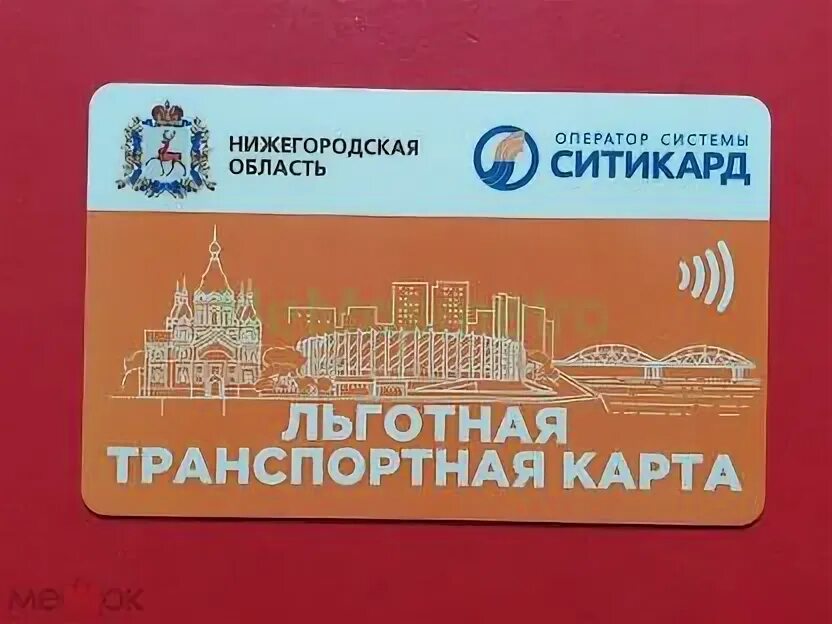 НИЖЕГОРОДСКАЯ
ОБЛАСТЬ
ОПЕРАТОР СИСТЕМЫ
СИТИКАРД
ЛЬГОТНАЯ
ТРАНСПОРТНАЯ КАРТА